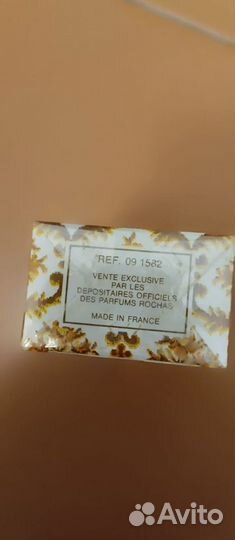 REF. 09 1582
VENTE EXCLUSIVE
PAR LES
DEPOSITAIRES OFFICIELS
DES PARFUMS ROCHAS
MADE IN FRANCE
Avito